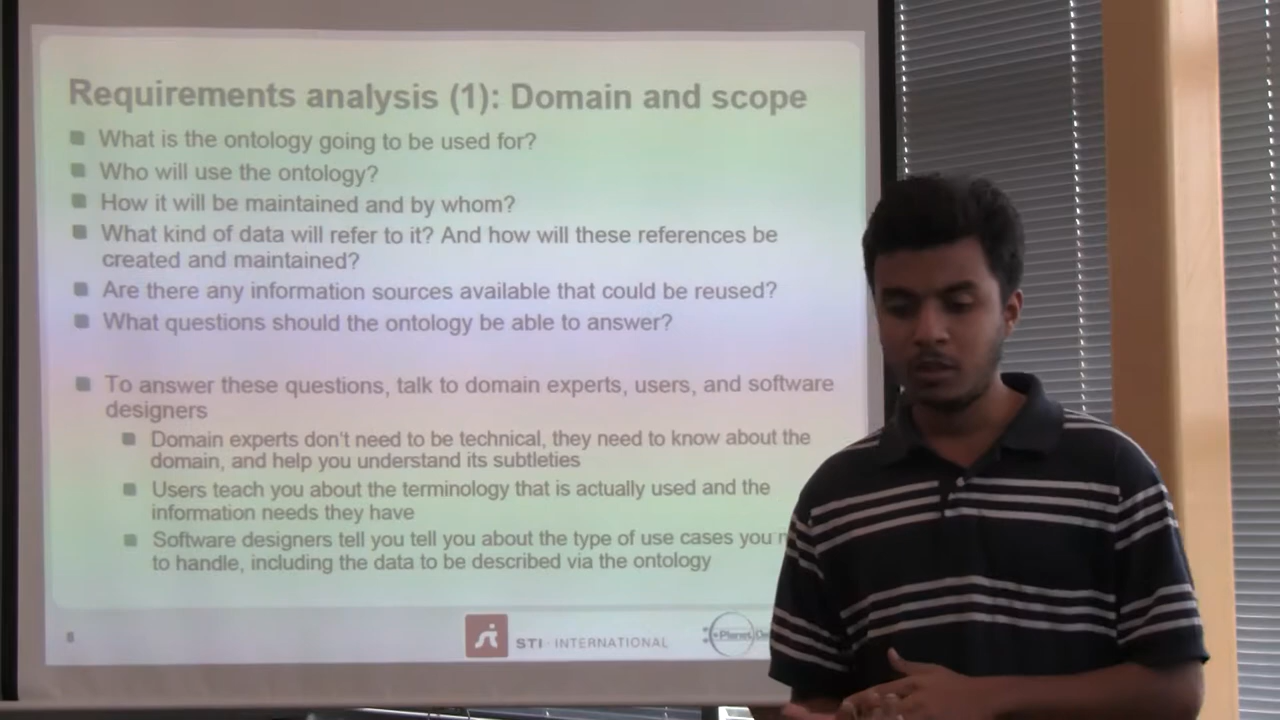 Requirements analysis (1): Domain and scope
What is the ontology going to be used for?
Who will use the ontology?
How it will be maintained and by whom?
What kind of data will refer to it? And how will these references be
created and maintained?
Are there any information sources available that could be reused?
What questions should the ontology be able to answer?
To answer these questions, talk to domain experts, users, and software
designers
Domain experts don't need to be technical, they need to know about the
domain, and help you understand its subtleties
Users teach you about the terminology that is actually used and the
information needs they have
Software designers tell you tell you about the type of use cases you
to handle, including the data to be described via the ontology
STI · INTERNATIONAL
Planet